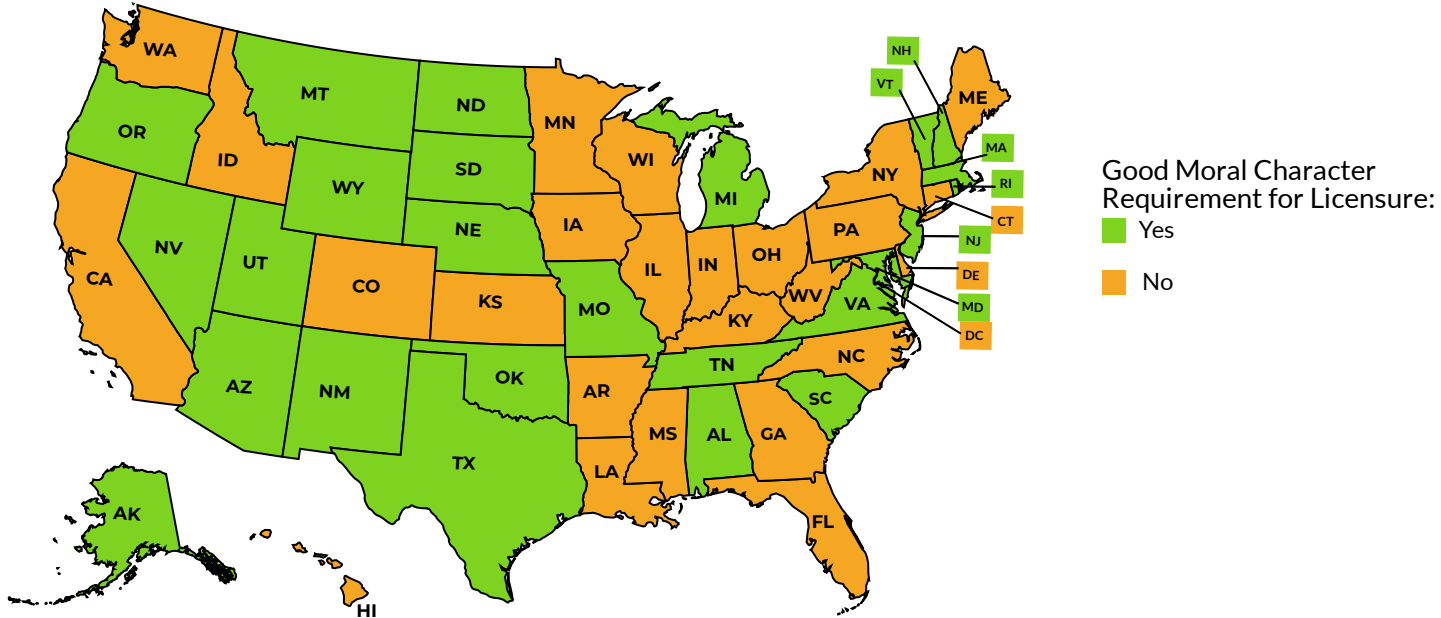 NH
WA
VT
MT
ME
ND
MN
OR
MA
ID
WI
SD
NY
RI
WY
MI
CT
IA
NE
PA
NJ
NV
UT
OH
IL
IN
DE
CA
CO
WV
KS
VA
MD
MO
KY
DC
NC
TN
OK
AZ
NM
AR
SC
MS
AL
GA
TX
LA
AK
FL
HI
Good Moral Character
Requirement for Licensure:
Yes
No